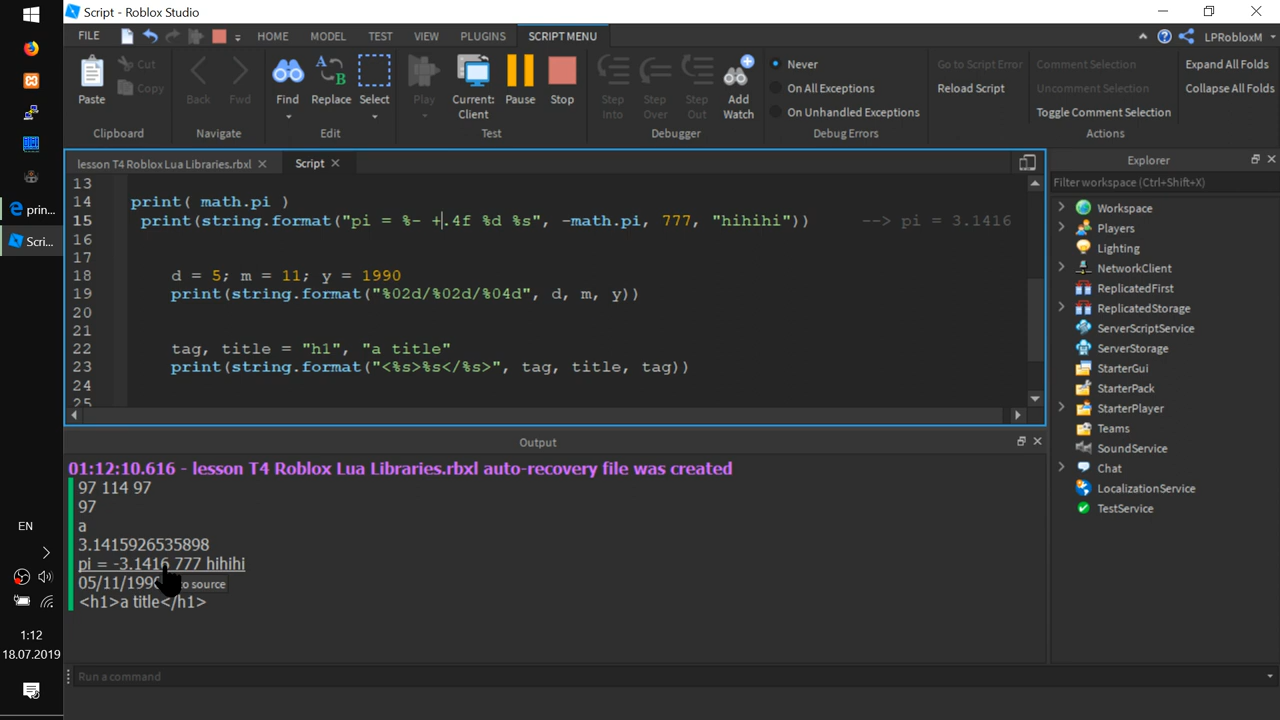 Script - Roblox Studio
FILE HOME MODEL TEST VIEW PLUGINS SCRIPT MENU LPRobloxM
Paste Cut Copy Clipboard
Back Fwd Navigate
Find Replace Select Edit
Play Current: Client Pause Stop Test
Step Into Step Over Step Out Add Watch Debugger
Never
On All Exceptions
On Unhandled Exceptions
Debug Errors
Go to Script Error
Reload Script
Comment Selection
Uncomment Selection
Toggle Comment Selection
Expand All Folds
Collapse All Folds
Actions
lesson T4 Roblox Lua Libraries.rbxl Script
13
14 print( math.pi )
15 print(string.format("pi = %- +.4f %d %s", -math.pi, 777, "hihihi")) --> pi = 3.1416
16
17
18 d = 5; m = 11; y = 1990
19 print(string.format("%02d/%02d/%04d", d, m, y))
20
21
22 tag, title = "h1", "a title"
23 print(string.format("<%s>%s</%s>", tag, title, tag))
24
25
Output
01:12:10.616 - lesson T4 Roblox Lua Libraries.rbxl auto-recovery file was created
97 114 97
97
a
3.1415926535898
pi = -3.1416 777 hihihi
05/11/199
to source
<h1>a title</h1>
Run a command
Explorer
Filter workspace (Ctrl+Shift+X)
Workspace
Players
Lighting
NetworkClient
ReplicatedFirst
ReplicatedStorage
ServerScriptService
ServerStorage
StarterGui
StarterPack
StarterPlayer
Teams
SoundService
Chat
LocalizationService
TestService
prin...
Scri...
EN
1:12
18.07.2019